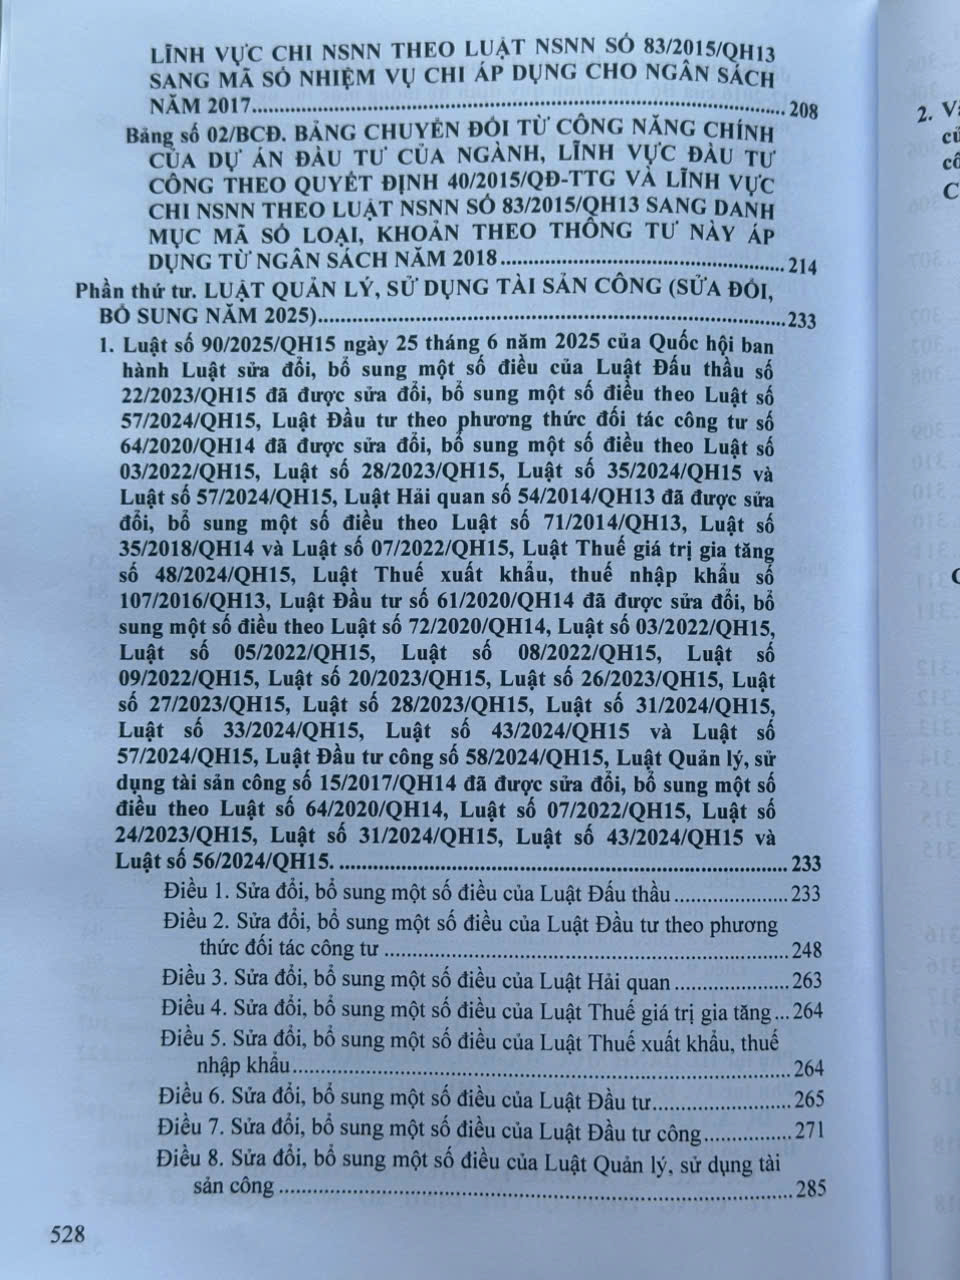 LĨNH VỰC CHI NSNN THEO LUẬT NSNN SỐ 83/2015/QH13
SANG MÃ SỐ NHIỆM VỤ CHI ÁP DỤNG CHO NGÂN SÁCH
NĂM 2017...208
Bảng số 02/BCĐ. BẢNG CHUYỂN ĐỔI TỪ CÔNG NĂNG CHÍNH
CỦA DỰ ÁN ĐẦU TƯ CỦA NGÀNH, LĨNH VỰC ĐẦU TƯ
CÔNG THEO QUYẾT ĐỊNH 40/2015/QĐ-TTG VÀ LĨNH VỰC
CHI NSNN THEO LUẬT NSNN SỐ 83/2015/QH13 SANG DANH
MỤC MÃ SỐ LOẠI, KHOẢN THEO THÔNG TƯ NÀY ÁP
DỤNG TỪ NGÂN SÁCH NĂM 2018...214
Phần thứ tư. LUẬT QUẢN LÝ, SỬ DỤNG TÀI SẢN CÔNG (SỬA ĐỔI,
BỔ SUNG NĂM 2025)...233
1. Luật số 90/2025/QH15 ngày 25 tháng 6 năm 2025 của Quốc hội ban
hành Luật sửa đổi, bổ sung một số điều của Luật Đấu thầu số
22/2023/QH15 đã được sửa đổi, bổ sung một số điều theo Luật số
57/2024/QH15, Luật Đầu tư theo phương thức đối tác công tư số
64/2020/QH14 đã được sửa đổi, bổ sung một số điều theo Luật số
03/2022/QH15, Luật số 28/2023/QH15, Luật số 35/2024/QH15 và
Luật số 57/2024/QH15, Luật Hải quan số 54/2014/QH13 đã được sửa
đổi, bổ sung một số điều theo Luật số 71/2014/QH13, Luật số
35/2018/QH14 và Luật số 07/2022/QH15, Luật Thuế giá trị gia tăng
số 48/2024/QH15, Luật Thuế xuất khẩu, thuế nhập khẩu số
107/2016/QH13, Luật Đầu tư số 61/2020/QH14 đã được sửa đổi, bổ
sung một số điều theo Luật số 72/2020/QH14, Luật số 03/2022/QH15,
Luật số 05/2022/QH15, Luật số 08/2022/QH15, Luật số
09/2022/QH15, Luật số 20/2023/QH15, Luật số 26/2023/QH15, Luật
số 27/2023/QH15, Luật số 28/2023/QH15, Luật số 31/2024/QH15,
Luật số 33/2024/QH15, Luật số 43/2024/QH15 và Luật số
57/2024/QH15, Luật Đầu tư công số 58/2024/QH15, Luật Quản lý, sử
dụng tài sản công số 15/2017/QH14 đã được sửa đổi, bổ sung một số
điều theo Luật số 64/2020/QH14, Luật số 07/2022/QH15, Luật số
24/2023/QH15, Luật số 31/2024/QH15, Luật số 43/2024/QH15 và
Luật số 56/2024/QH15. ...233
Điều 1. Sửa đổi, bổ sung một số điều của Luật Đấu thầu ...233
Điều 2. Sửa đổi, bổ sung một số điều của Luật Đầu tư theo phương
thức đối tác công tư ...248
Điều 3. Sửa đổi, bổ sung một số điều của Luật Hải quan ...263
Điều 4. Sửa đổi, bổ sung một số điều của Luật Thuế giá trị gia tăng ...264
Điều 5. Sửa đổi, bổ sung một số điều của Luật Thuế xuất khẩu, thuế
nhập khẩu...264
Điều 6. Sửa đổi, bổ sung một số điều của Luật Đầu tư...265
Điều 7. Sửa đổi, bổ sung một số điều của Luật Đầu tư công...271
Điều 8. Sửa đổi, bổ sung một số điều của Luật Quản lý, sử dụng tài
sản công ...285
528
2. V
củ
cô
C